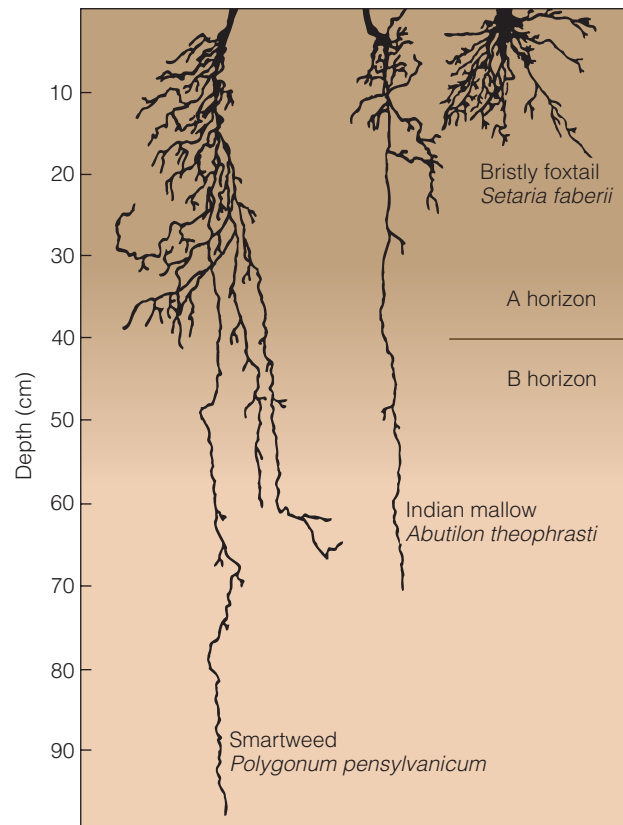 10
20
Bristly foxtail
Setaria faberii
30
A horizon
40
B horizon
Depth (cm)
50
60
Indian mallow
Abutilon theophrasti
70
80
Smartweed
Polygonum pensylvanicum
90